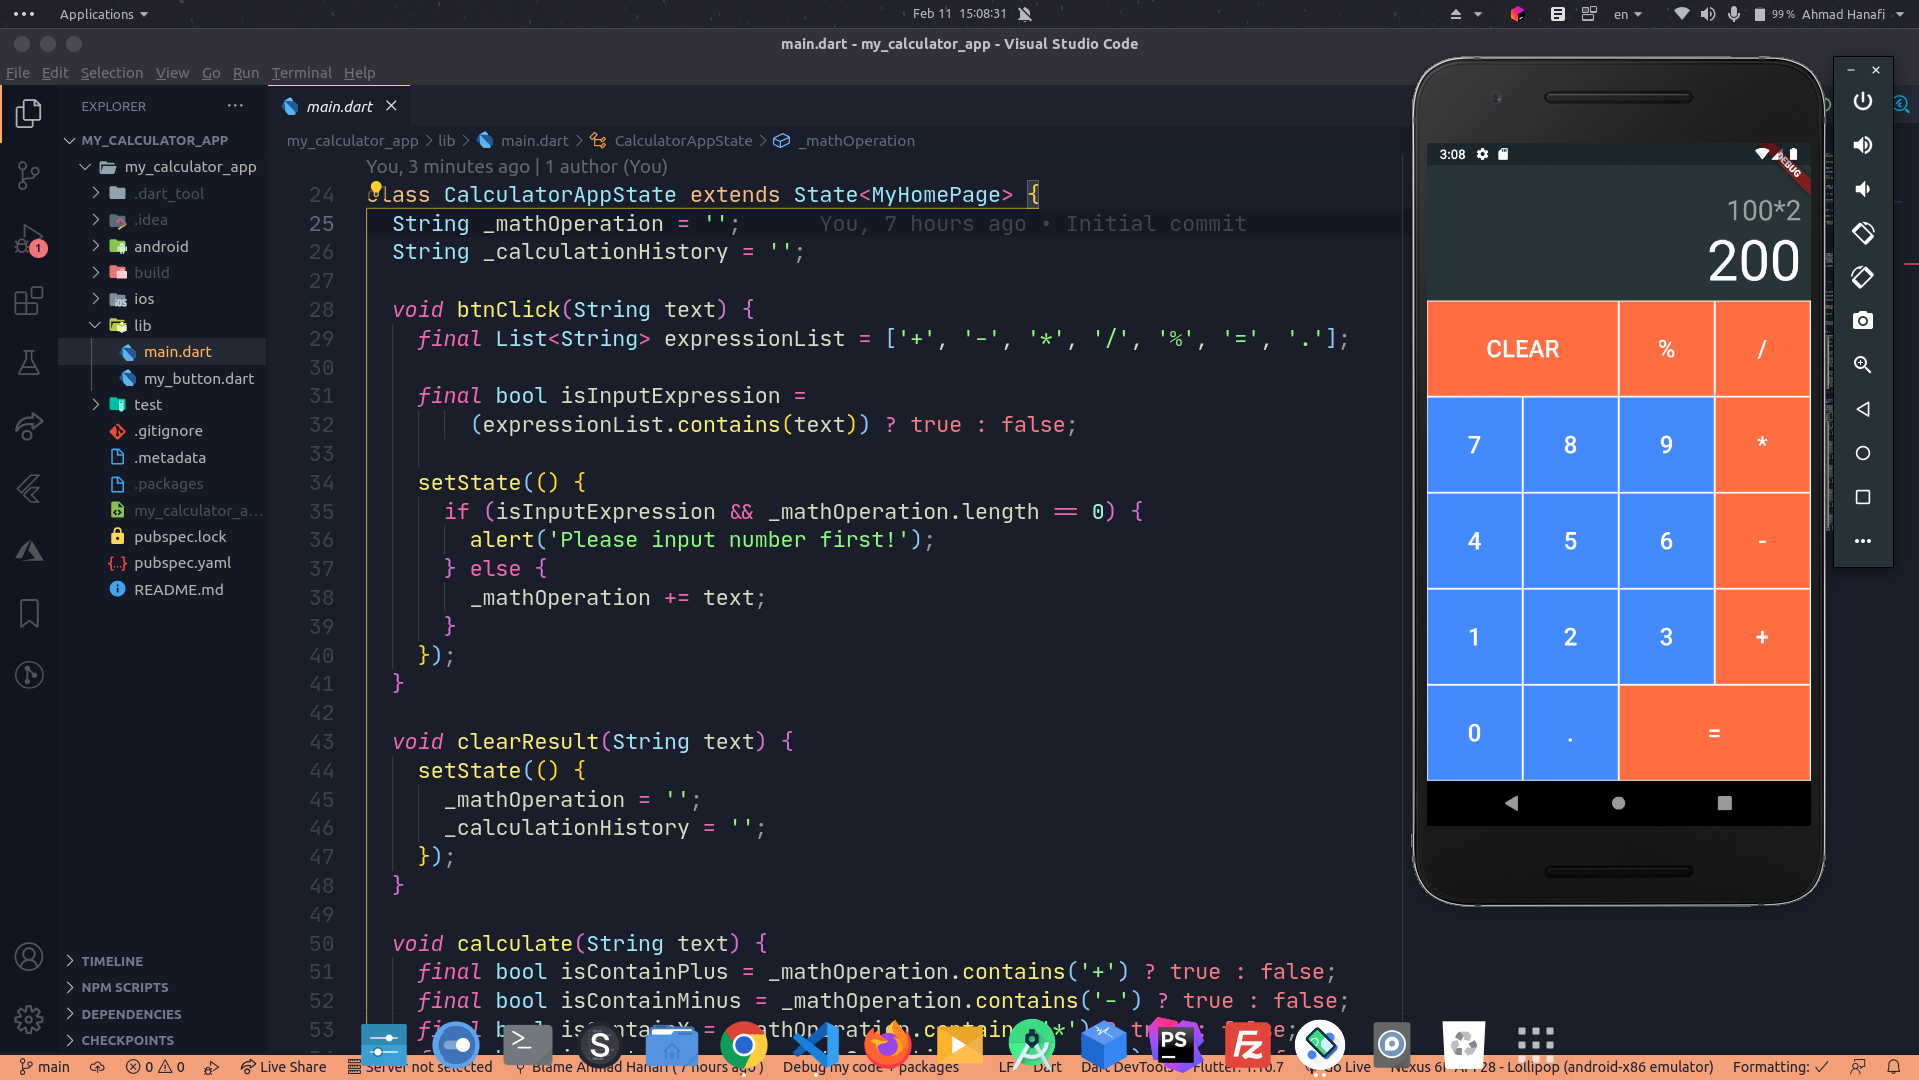 Applications
Feb 11 15:08:31
en
99 %
Ahmad Hanafi
main.dart - my_calculator_app - Visual Studio Code
File Edit Selection View Go Run Terminal Help
EXPLORER
MY_CALCULATOR_APP
my_calculator_app
.dart_tool
.idea
android
build
ios
lib
main.dart
my_button.dart
test
.gitignore
.metadata
.packages
my_calculator_a...
pubspec.lock
pubspec.yaml
README.md
TIMELINE
NPM SCRIPTS
DEPENDENCIES
CHECKPOINTS
1
main.dart
my_calculator_app > lib > main.dart > CalculatorAppState > _mathOperation
You, 3 minutes ago | 1 author (You)
24 class CalculatorAppState extends State<MyHomePage> {
25 String _mathOperation = ''; You, 7 hours ago • Initial commit
26 String _calculationHistory = '';
27
28 void btnClick(String text) {
29 final List<String> expressionList = ['+', '-', '*', '/', '%', '=', '.'];
30
31 final bool isInputExpression =
32 (expressionList.contains(text)) ? true : false;
33
34 setState(() {
35 if (isInputExpression && _mathOperation.length == 0) {
36 alert('Please input number first!');
37 } else {
38 _mathOperation += text;
39 }
40 });
41 }
42
43 void clearResult(String text) {
44 setState(() {
45 _mathOperation = '';
46 _calculationHistory = '';
47 });
48 }
49
50 void calculate(String text) {
51 final bool isContainPlus = _mathOperation.contains('+') ? true : false;
52 final bool isContainMinus = _mathOperation.contains('-') ? true : false;
53
3:08
DEBUG
100*2
200
CLEAR % /
7 8 9 *
4 5 6 -
1 2 3 +
0 . =
S
PS
Fz
main
0 0
Live Share
Server not selected
Blame Ahmad Hanafi ( 7 hours ago )
Debug my code + packages
LF
Dart
Dart DevTools
Flutter: 1.10.7
Go Live
Nexus 6P API 28 - Lollipop (android-x86 emulator)
Formatting: ✓